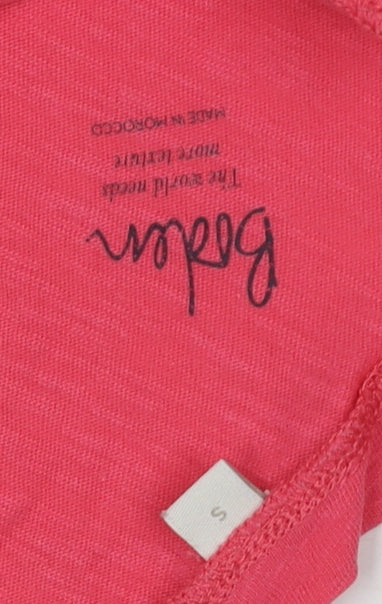 Boden
The world needs
more texture
MADE IN MOROCCO
S